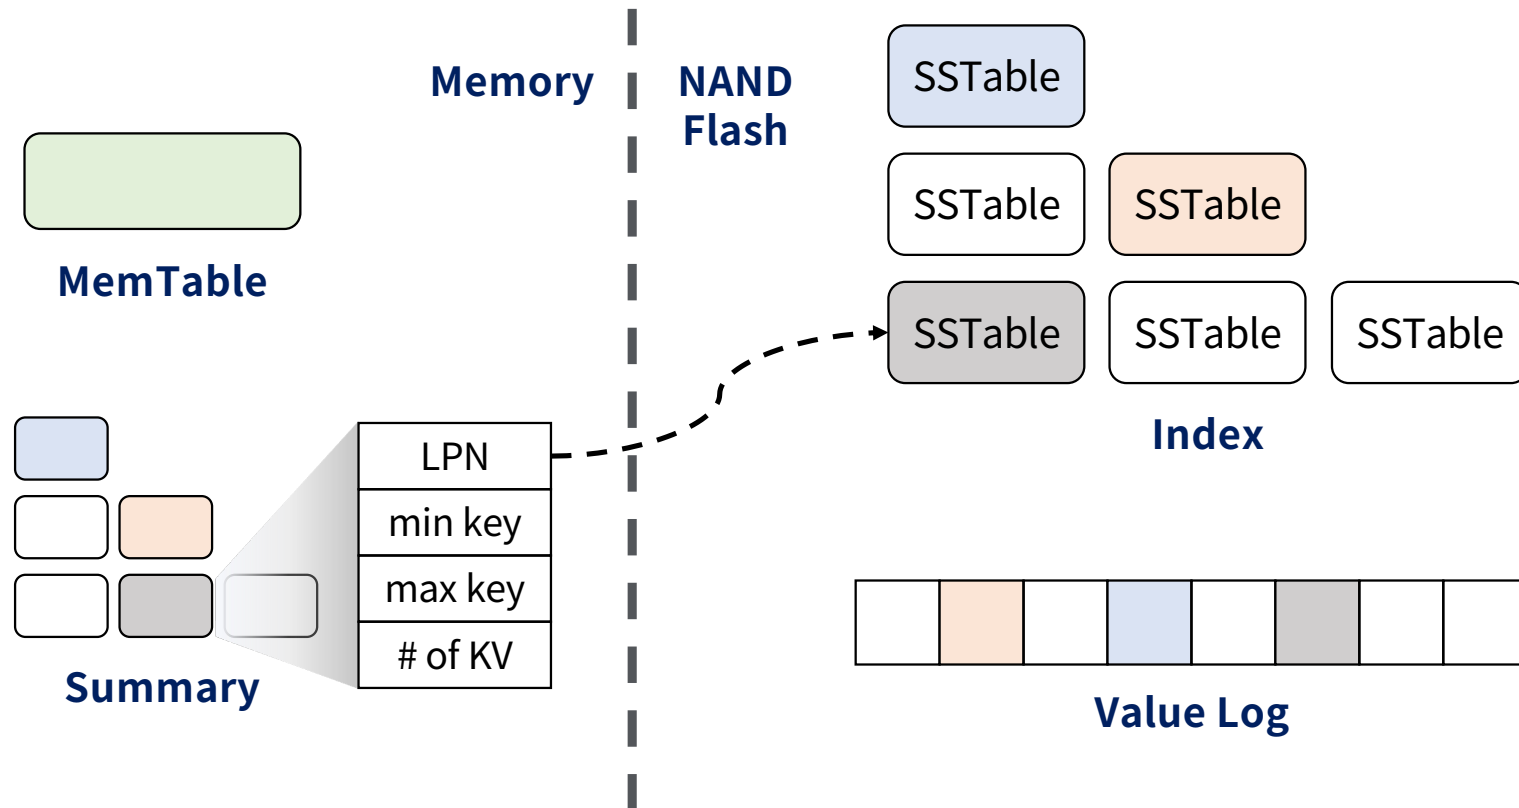 Memory
NAND
Flash
MemTable
Summary
LPN
min key
max key
# of KV
SSTable
SSTable SSTable
SSTable SSTable SSTable
Index
Value Log